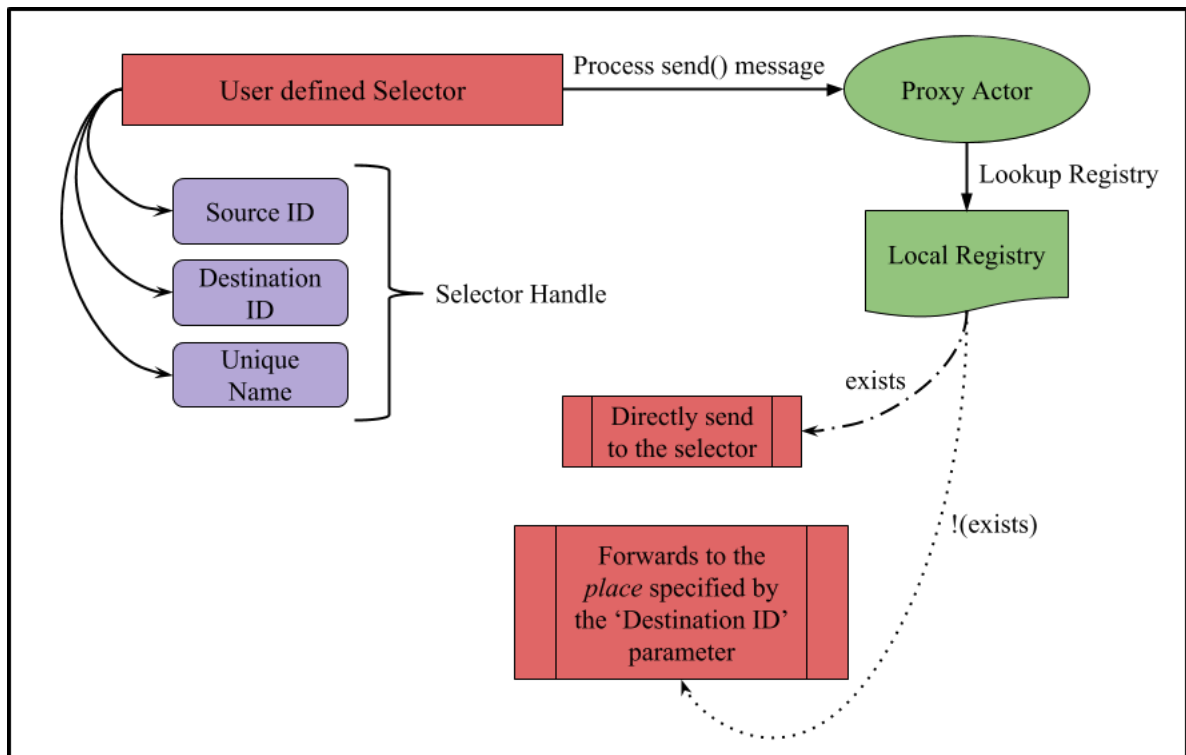 User defined Selector
Process send() message
Proxy Actor
Lookup Registry
Local Registry
Source ID
Destination
ID
Unique
Name
Selector Handle
exists
Directly send
to the selector
!(exists)
Forwards to the
place specified by
the ‘Destination ID’
parameter